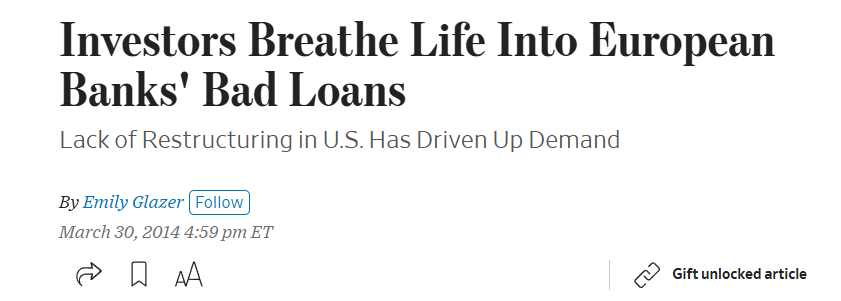 Investors Breathe Life Into European
Banks' Bad Loans
Lack of Restructuring in U.S. Has Driven Up Demand
By Emily Glazer Follow
March 30, 2014 4:59 pm ET
AA Gift unlocked article